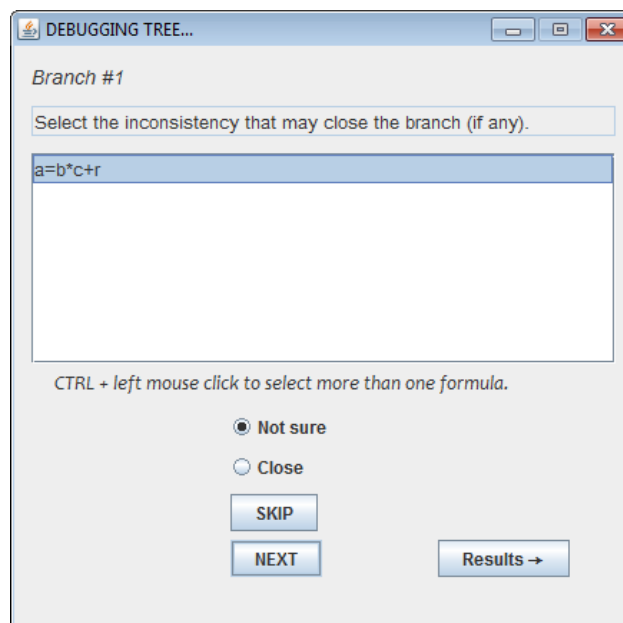 DEBUGGING TREE...
Branch #1
Select the inconsistency that may close the branch (if any).
a=b*c+r
CTRL + left mouse click to select more than one formula.
Not sure
Close
SKIP
NEXT
Results →